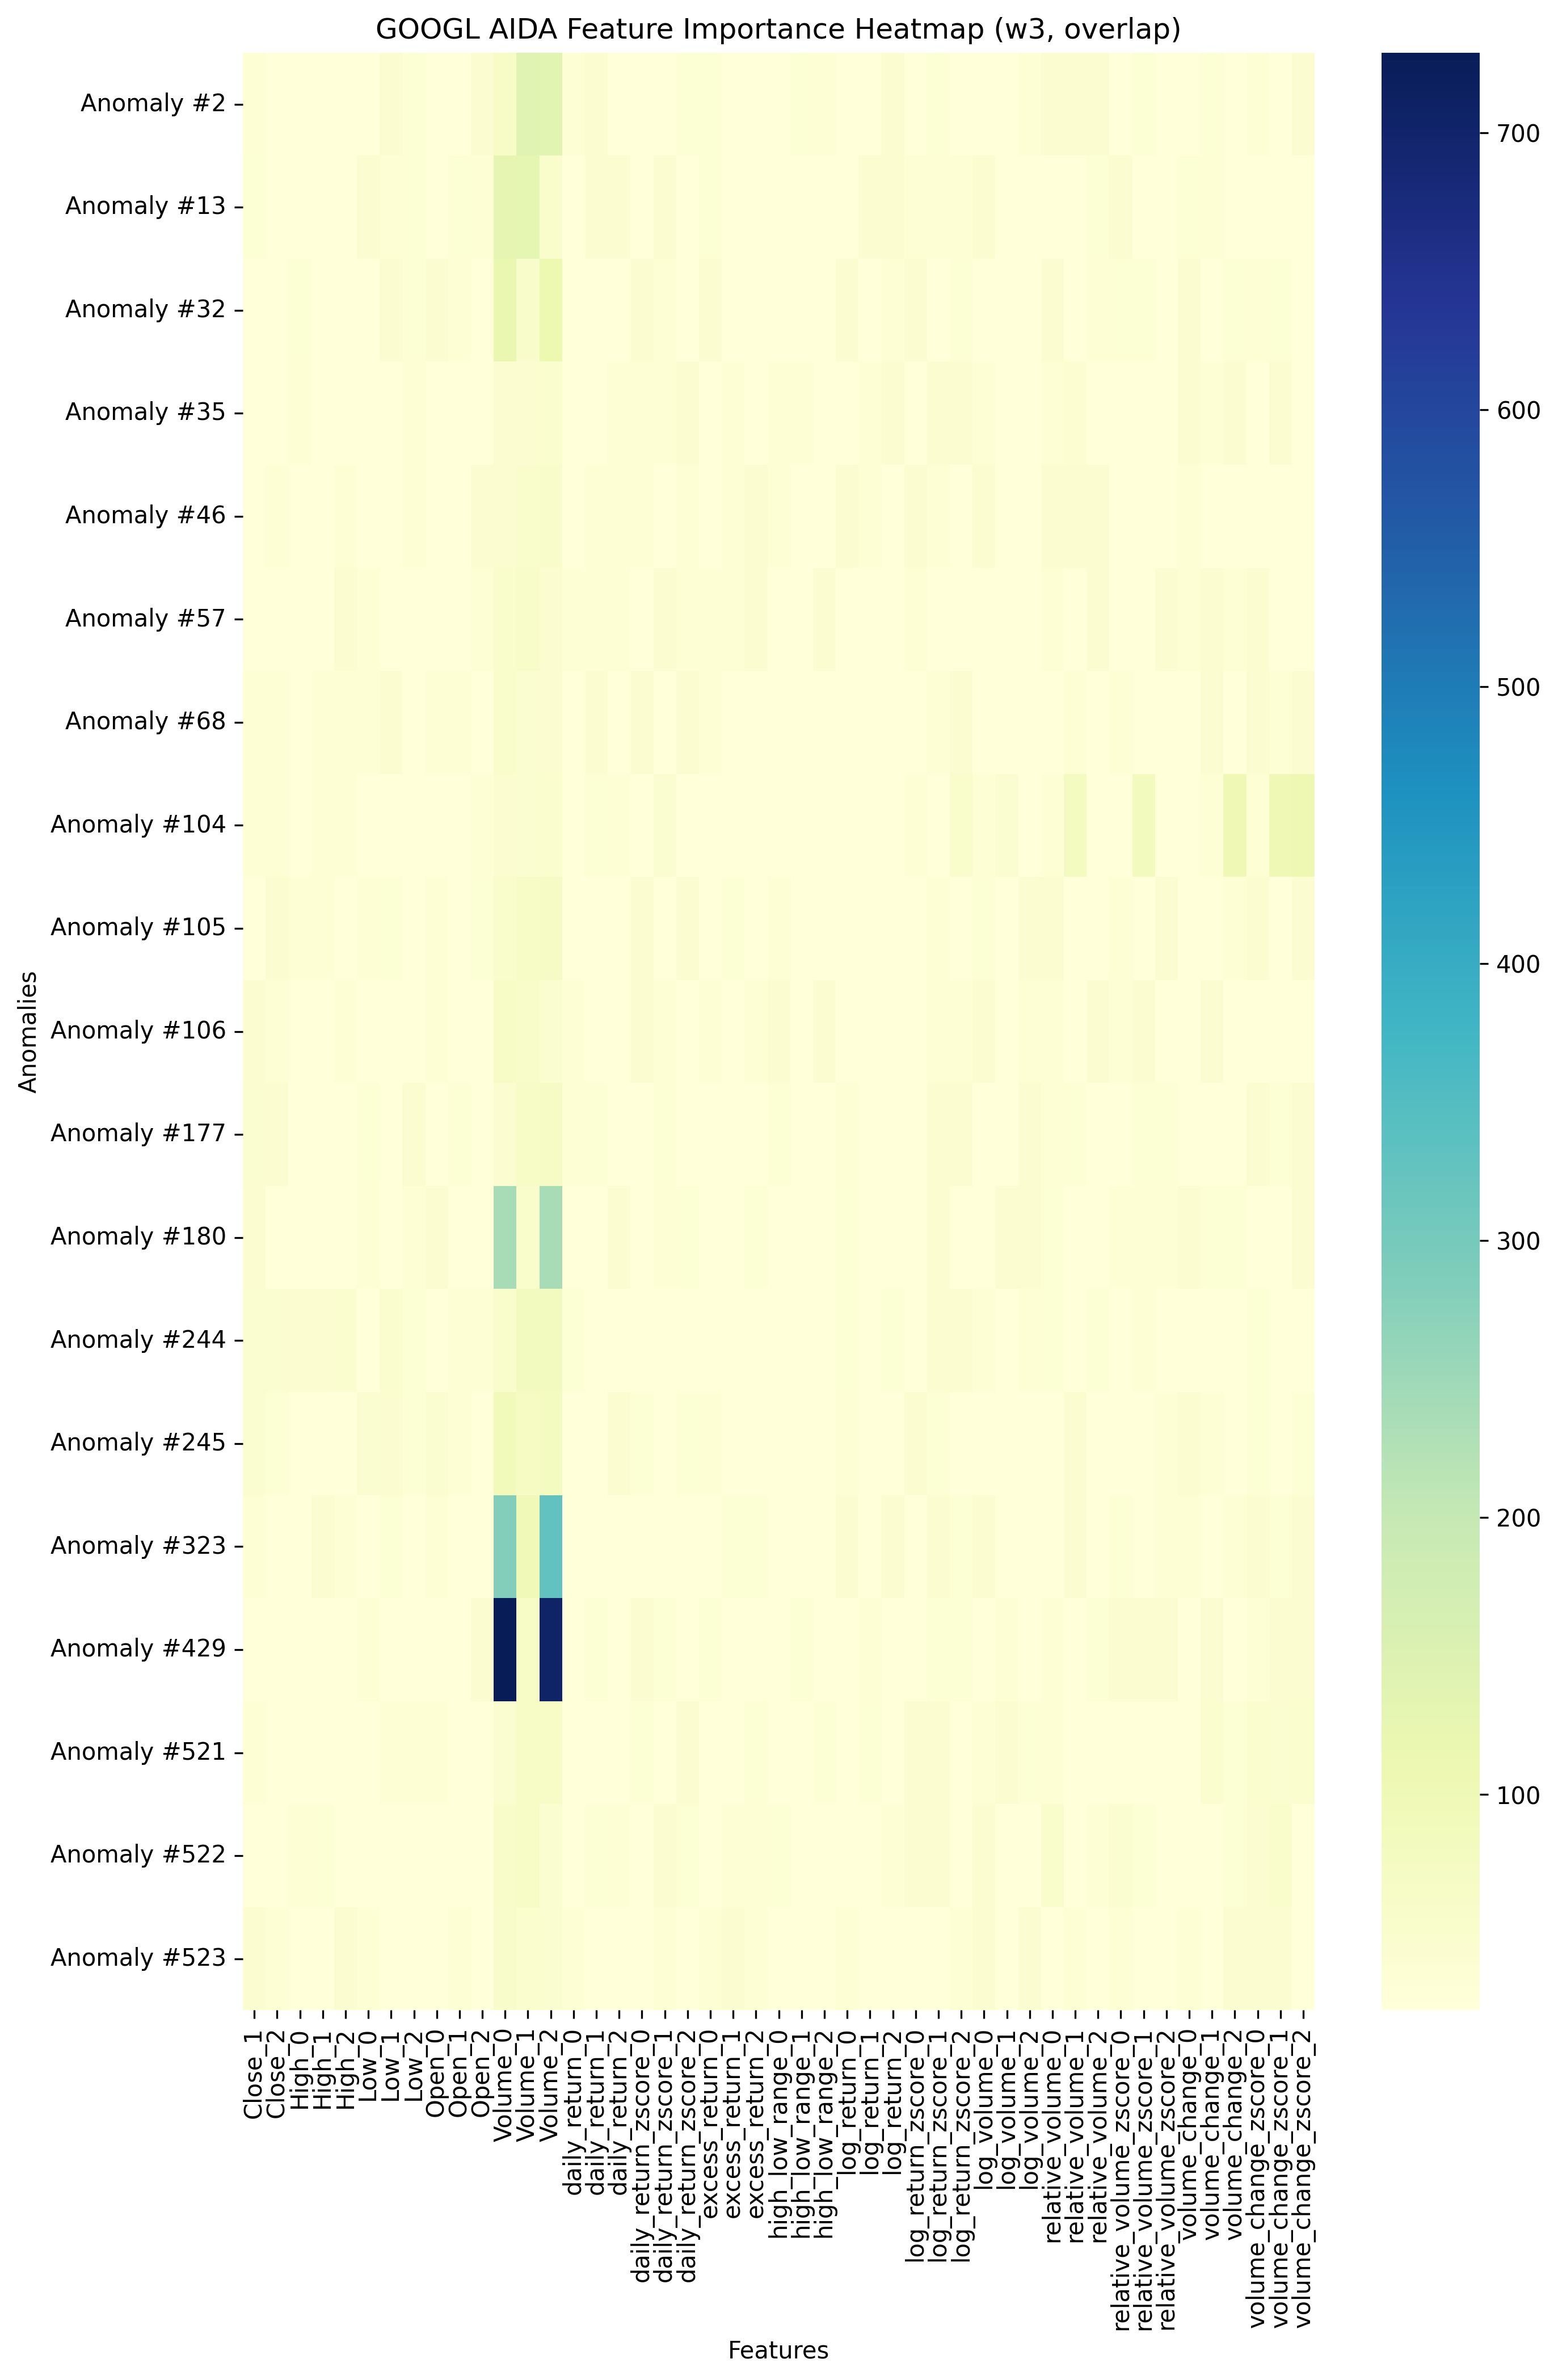 GOOGL AIDA Feature Importance Heatmap (w3, overlap)
Anomalies
Anomaly #2
Anomaly #13
Anomaly #32
Anomaly #35
Anomaly #46
Anomaly #57
Anomaly #68
Anomaly #104
Anomaly #105
Anomaly #106
Anomaly #177
Anomaly #180
Anomaly #244
Anomaly #245
Anomaly #323
Anomaly #429
Anomaly #521
Anomaly #522
Anomaly #523
Close_1
Close_2
High_0
High_1
High_2
Low_0
Low_1
Low_2
Open_0
Open_1
Open_2
Volume_0
Volume_1
Volume_2
daily_return_0
daily_return_1
daily_return_2
daily_return_zscore_0
daily_return_zscore_1
daily_return_zscore_2
excess_return_0
excess_return_1
excess_return_2
high_low_range_0
high_low_range_1
high_low_range_2
log_return_0
log_return_1
log_return_2
log_return_zscore_0
log_return_zscore_1
log_return_zscore_2
log_volume_0
log_volume_1
log_volume_2
relative_volume_0
relative_volume_1
relative_volume_2
relative_volume_zscore_0
relative_volume_zscore_1
relative_volume_zscore_2
volume_change_0
volume_change_1
volume_change_2
volume_change_zscore_0
volume_change_zscore_1
volume_change_zscore_2
Features
700
600
500
400
300
200
100